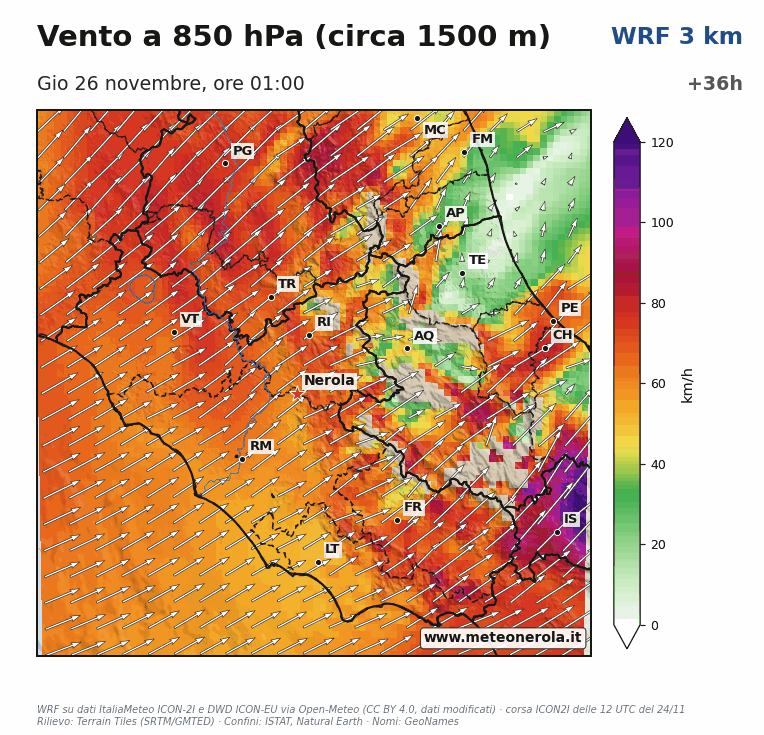 Vento a 850 hPa (circa 1500 m)
WRF 3 km
Gio 26 novembre, ore 01:00
+36h
MC
FM
PG
AP
TE
TR
PE
VT
RI
AQ
CH
Nerola
RM
FR
IS
LT
www.meteonerola.it
120
100
80
60
40
20
0
km/h
WRF su dati ItaliaMeteo ICON-2I e DWD ICON-EU via Open-Meteo (CC BY 4.0, dati modificati) · corsa ICON2I delle 12 UTC del 24/11
Rilievo: Terrain Tiles (SRTM/GMTED) · Confini: ISTAT, Natural Earth · Nomi: GeoNames